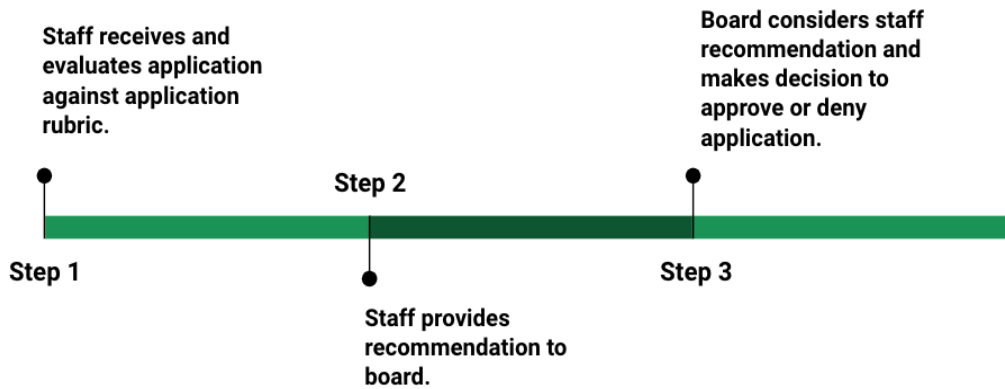 Staff receives and
evaluates application
against application
rubric.
Step 1
Step 2
Staff provides
recommendation to
board.
Board considers staff
recommendation and
makes decision to
approve or deny
application.
Step 3